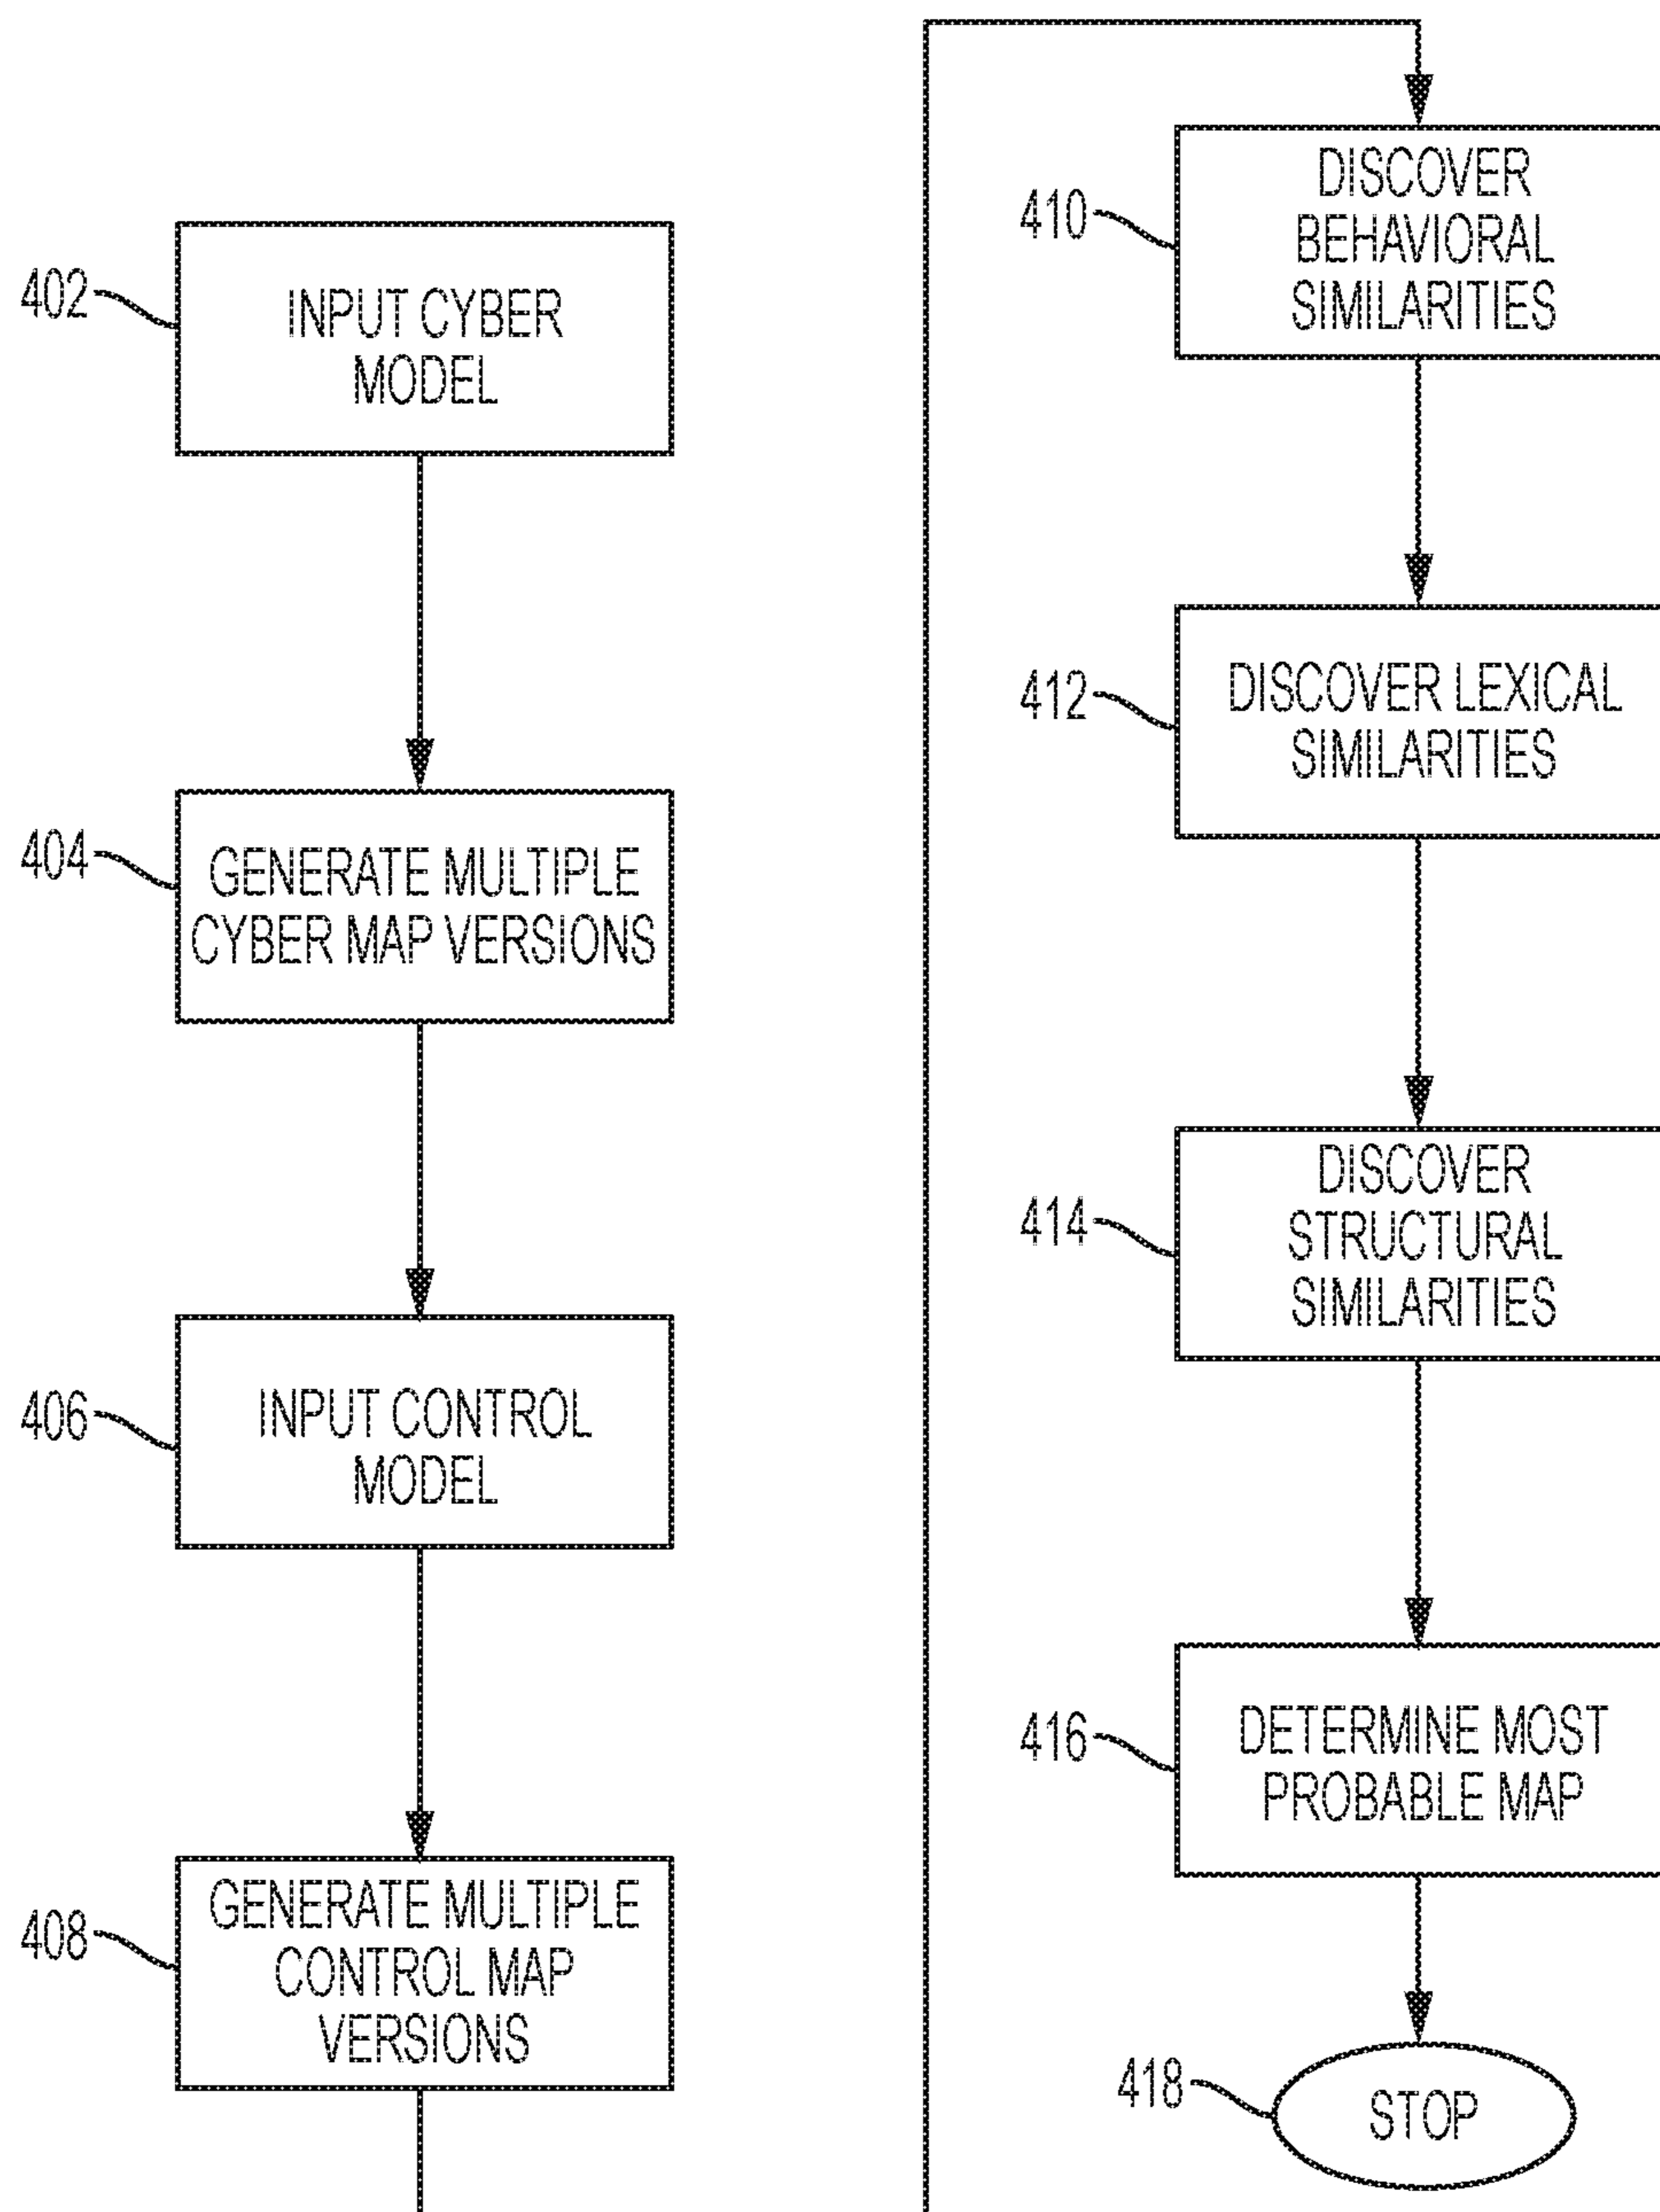 402
INPUT CYBER
MODEL
404
GENERATE MULTIPLE
CYBER MAP VERSIONS
406
INPUT CONTROL
MODEL
408
GENERATE MULTIPLE
CONTROL MAP
VERSIONS
410
DISCOVER
BEHAVIORAL
SIMILARITIES
412
DISCOVER LEXICAL
SIMILARITIES
414
DISCOVER
STRUCTURAL
SIMILARITIES
416
DETERMINE MOST
PROBABLE MAP
418
STOP